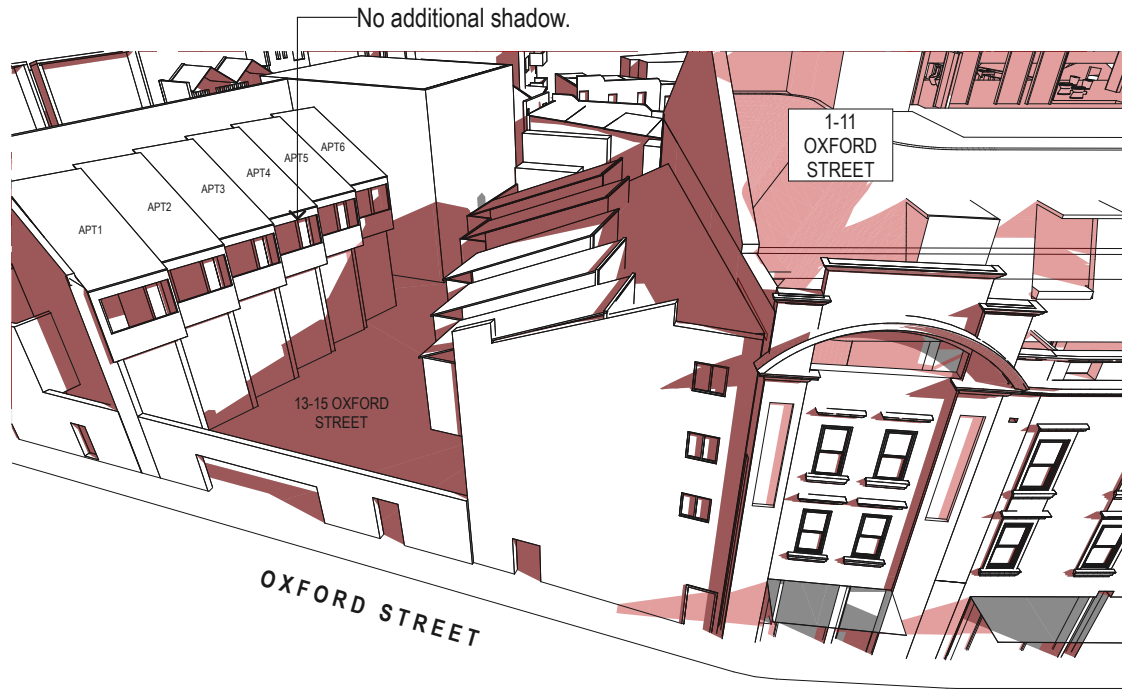 No additional shadow.
1-11
OXFORD
STREET
APT6
APT5
APT4
APT3
APT2
APT1
13-15 OXFORD
STREET
OXFORD STREET